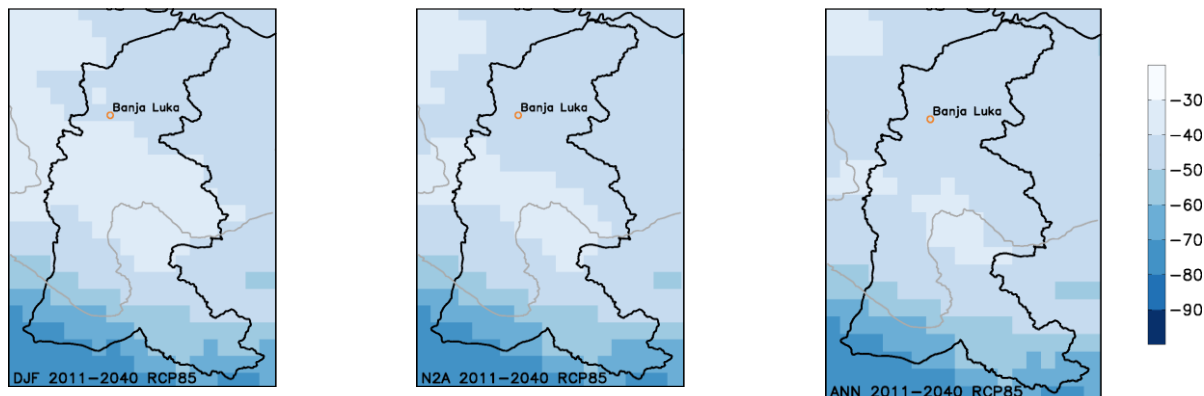 Banja Luka
DJF 2011-2040 RCP85
Banja Luka
N2A 2011-2040 RCP85
Banja Luka
ANN 2011-2040 RCP85
-30
-40
-50
-60
-70
-80
-90